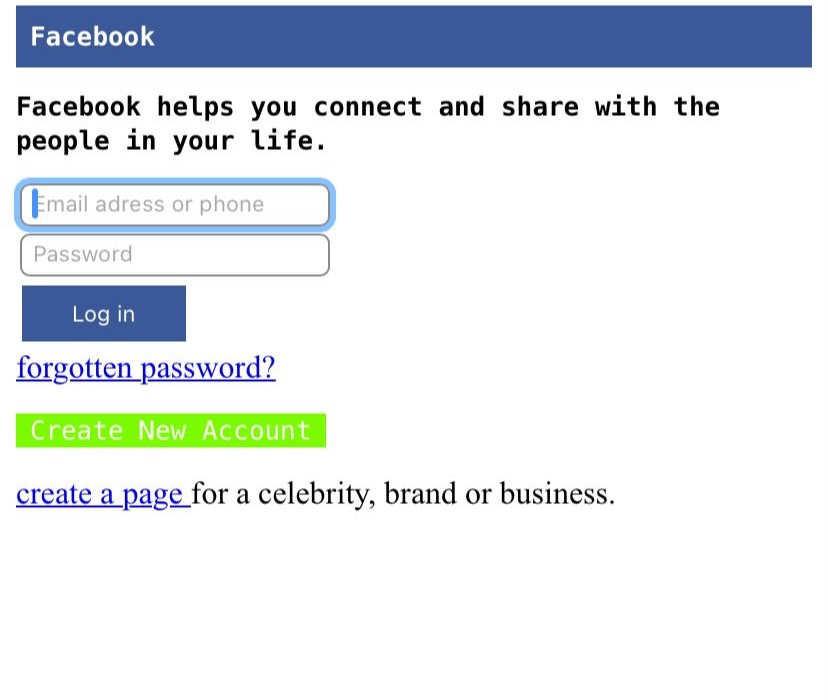 Facebook
Facebook helps you connect and share with the
people in your life.
Email adress or phone
Password
Log in
forgotten password?
Create New Account
create a page for a celebrity, brand or business.